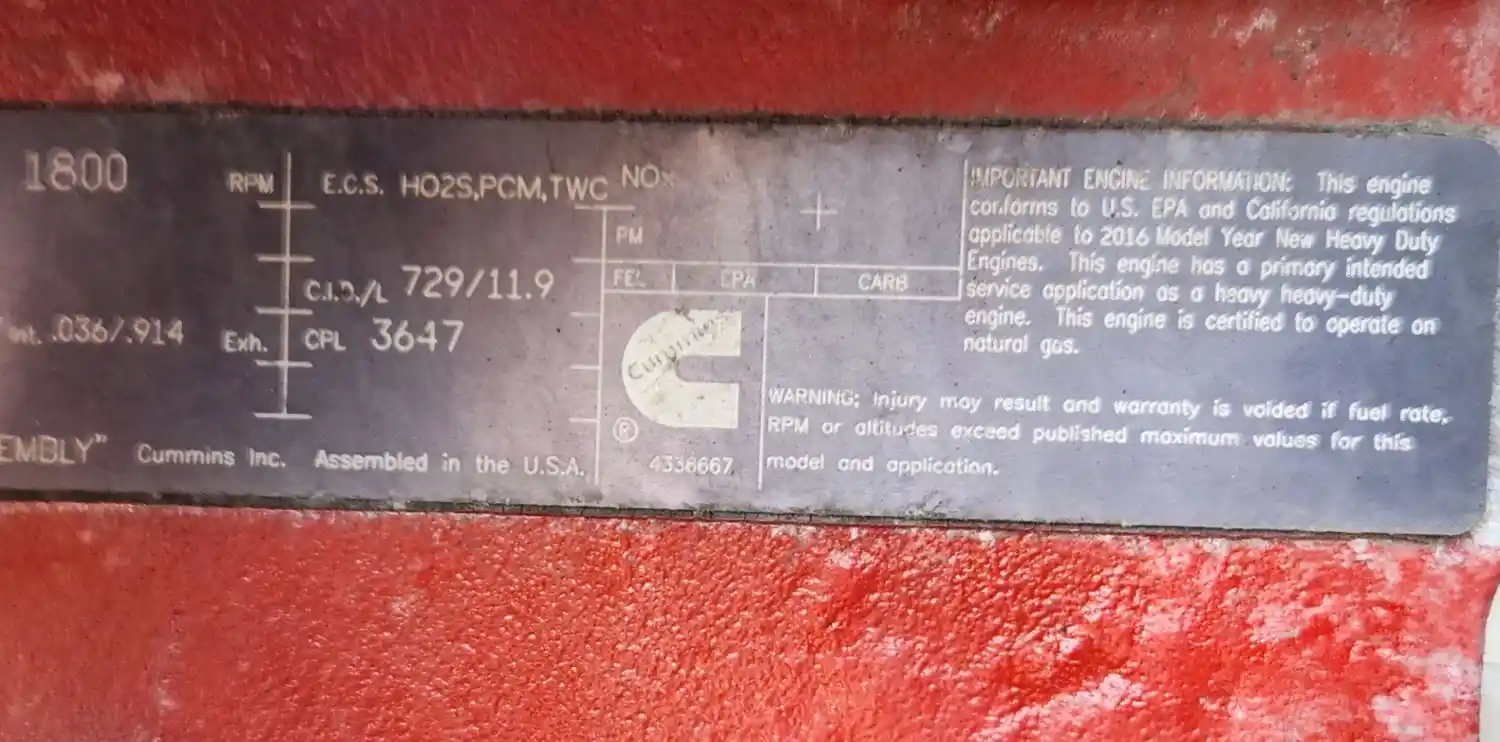 1800 RPM
E.C.S. HO2S,PCM,TWC
NOx
PM
FEL EPA CARB
C.I.D./L 729/11.9
Int. .036/.914 Exh.
CPL 3647
EMBLY" Cummins Inc. Assembled in the U.S.A.
Cummins
®
4336667
IMPORTANT ENGINE INFORMATION: This engine
conforms to U.S. EPA and California regulations
applicable to 2016 Model Year New Heavy Duty
Engines. This engine has a primary intended
service application as a heavy heavy-duty
engine. This engine is certified to operate on
natural gas.
WARNING: Injury may result and warranty is voided if fuel rate,
RPM or altitudes exceed published maximum values for this
model and application.